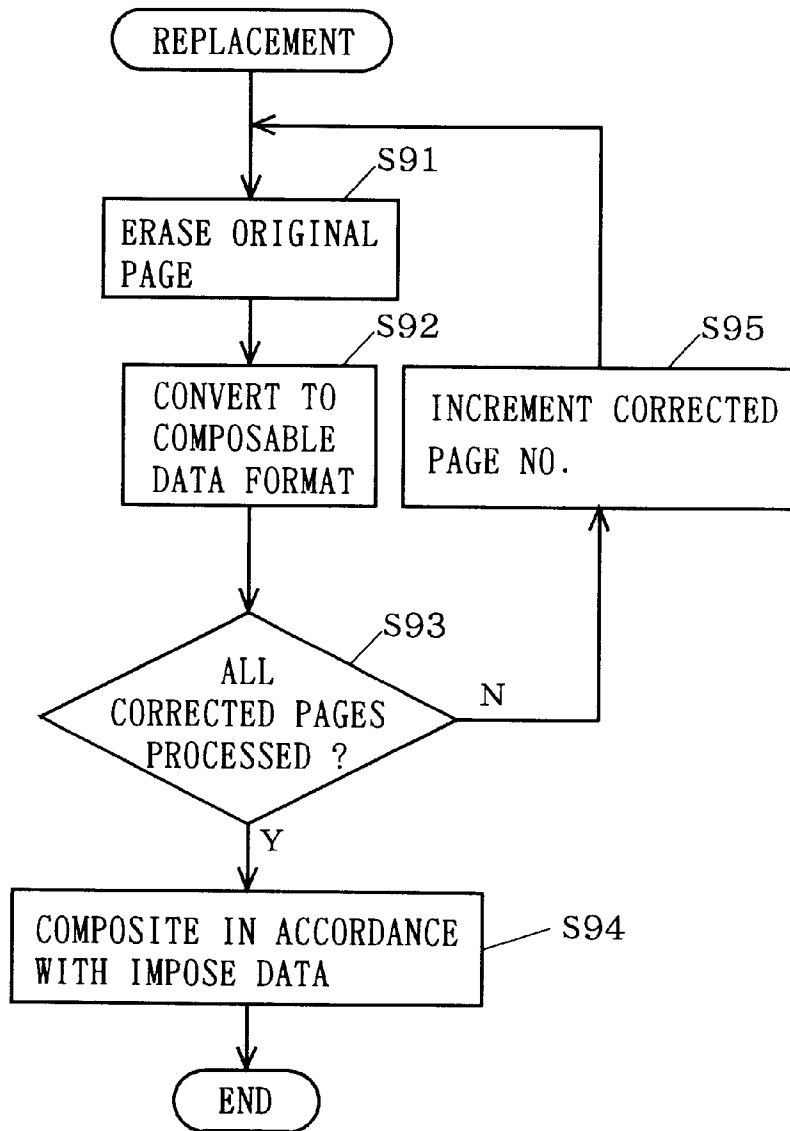 REPLACEMENT
S91
ERASE ORIGINAL
PAGE
S92
CONVERT TO
COMPOSABLE
DATA FORMAT
S95
INCREMENT CORRECTED
PAGE NO.
S93
ALL
CORRECTED PAGES
PROCESSED ?
N
Y
COMPOSITE IN ACCORDANCE
WITH IMPOSE DATA
S94
END